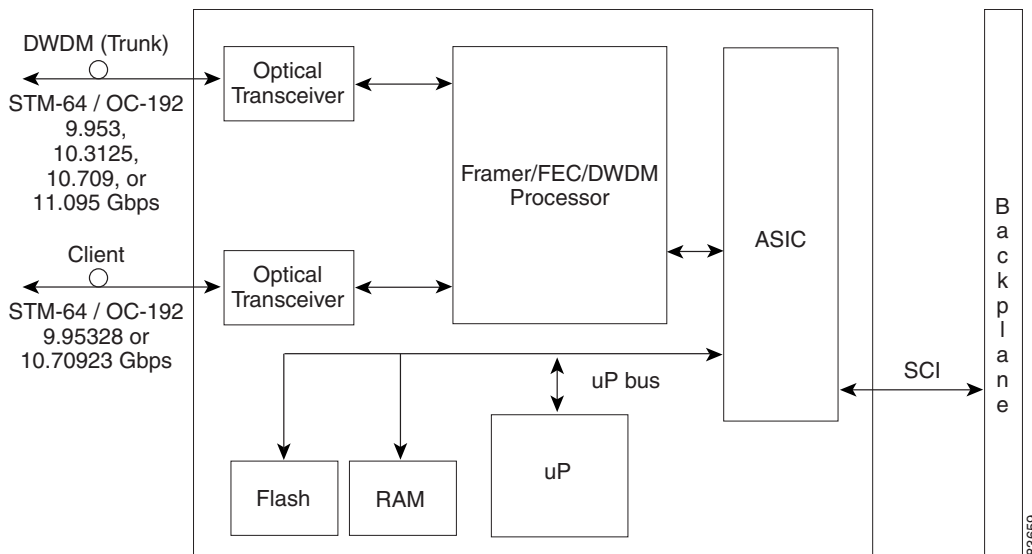 DWDM (Trunk)
STM-64 / OC-192
9.953,
10.3125,
10.709, or
11.095 Gbps
Optical
Transceiver
Framer/FEC/DWDM
Processor
ASIC
Client
STM-64 / OC-192
9.95328 or
10.70923 Gbps
Optical
Transceiver
uP bus
SCI
Backplane
Flash
RAM
uP